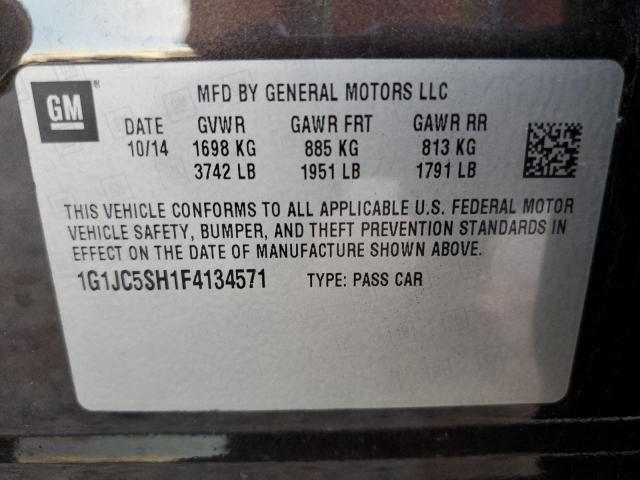 GM
®
MFD BY GENERAL MOTORS LLC
DATE GVWR GAWR FRT GAWR RR
10/14 1698 KG 885 KG 813 KG
3742 LB 1951 LB 1791 LB
THIS VEHICLE CONFORMS TO ALL APPLICABLE U.S. FEDERAL MOTOR
VEHICLE SAFETY, BUMPER, AND THEFT PREVENTION STANDARDS IN
EFFECT ON THE DATE OF MANUFACTURE SHOWN ABOVE.
1G1JC5SH1F4134571 TYPE: PASS CAR